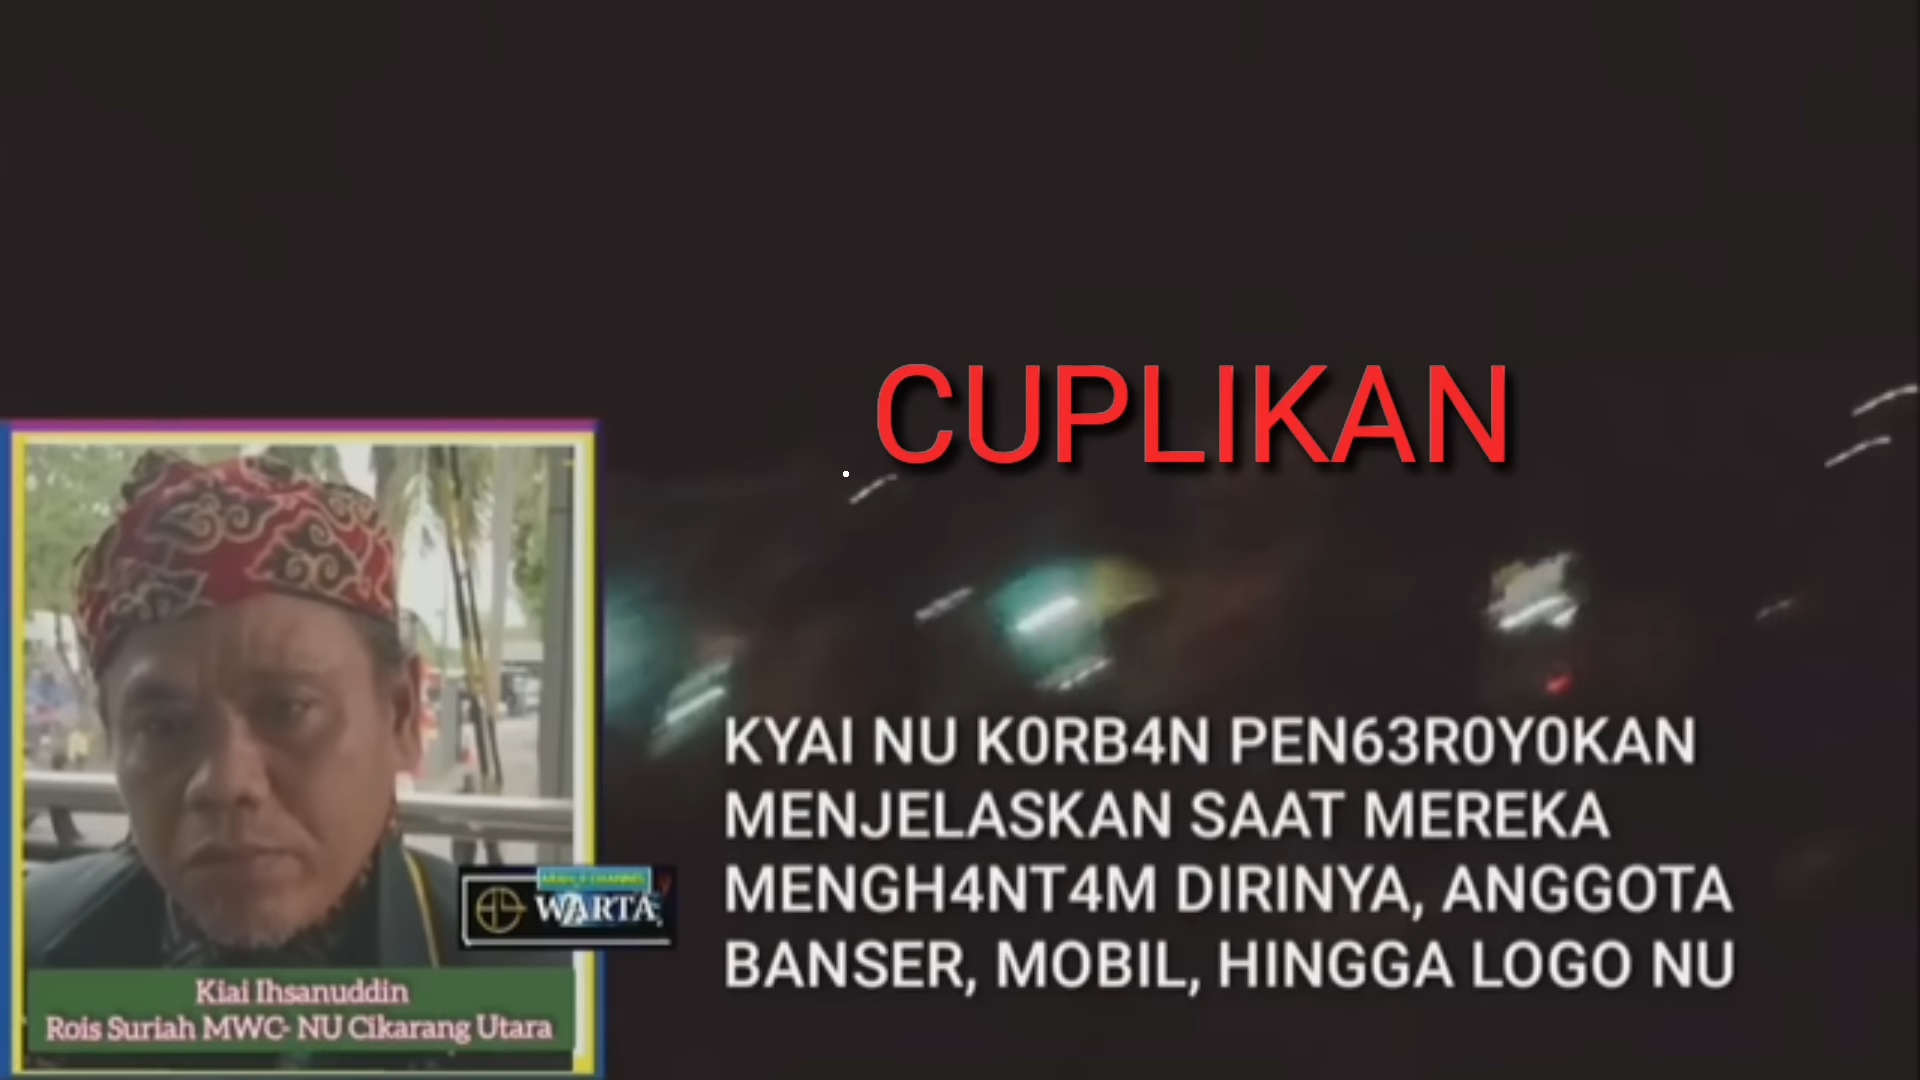 CUPLIKAN
KYAI NU K0RB4N PEN63R0Y0KAN
MENJELASKAN SAAT MEREKA
MENGH4NT4M DIRINYA, ANGGOTA
BANSER, MOBIL, HINGGA LOGO NU
WARTA
Kiai Ihsanuddin
Rois Suriah MWC- NU Cikarang Utara